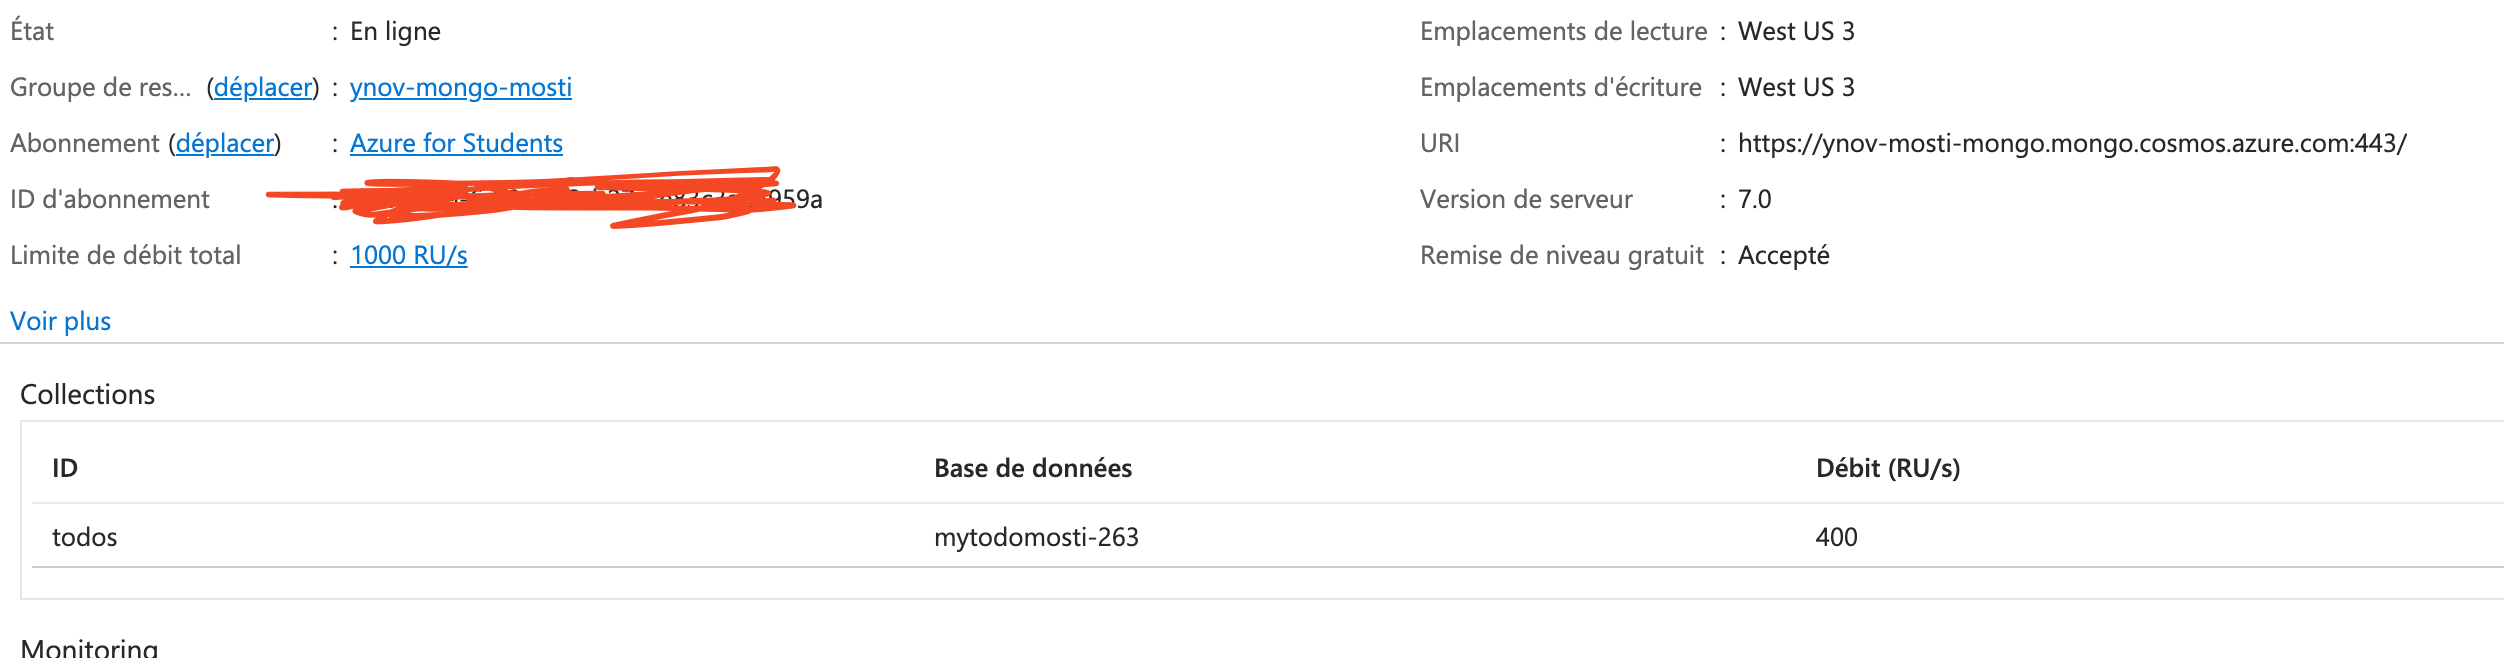 État : En ligne
Groupe de res... (déplacer) : ynov-mongo-mosti
Abonnement (déplacer) : Azure for Students
ID d'abonnement : 959a
Limite de débit total : 1000 RU/s
Voir plus
Emplacements de lecture : West US 3
Emplacements d'écriture : West US 3
URI : https://ynov-mosti-mongo.mongo.cosmos.azure.com:443/
Version de serveur : 7.0
Remise de niveau gratuit : Accepté
Collections
ID Base de données Débit (RU/s)
todos mytodomosti-263 400
Monitoring